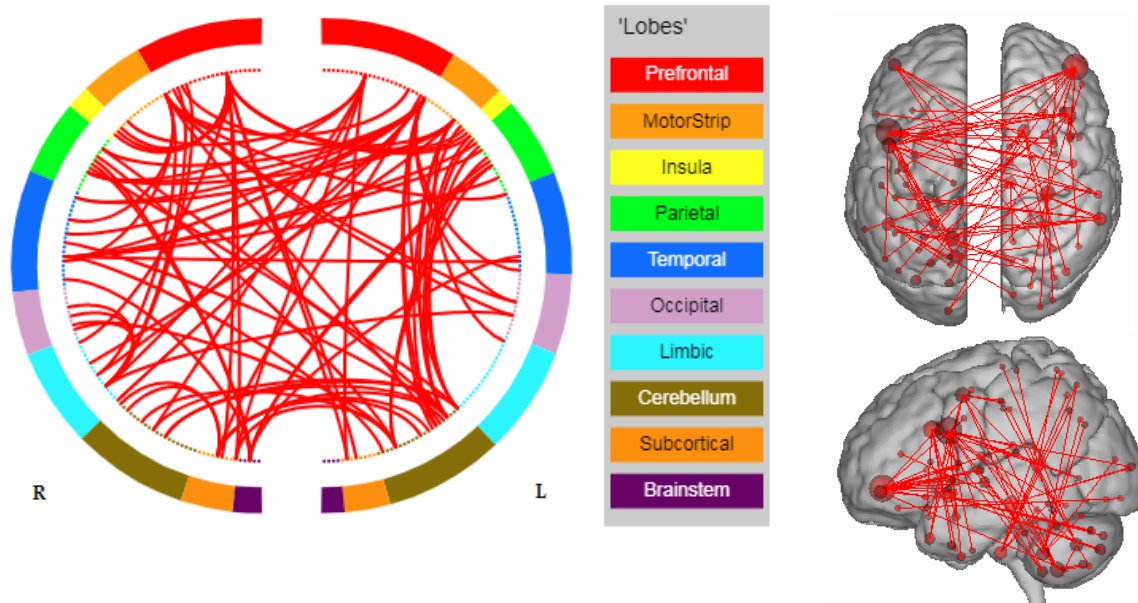 'Lobes'
Prefrontal
MotorStrip
Insula
Parietal
Temporal
Occipital
Limbic
Cerebellum
Subcortical
Brainstem
R
L